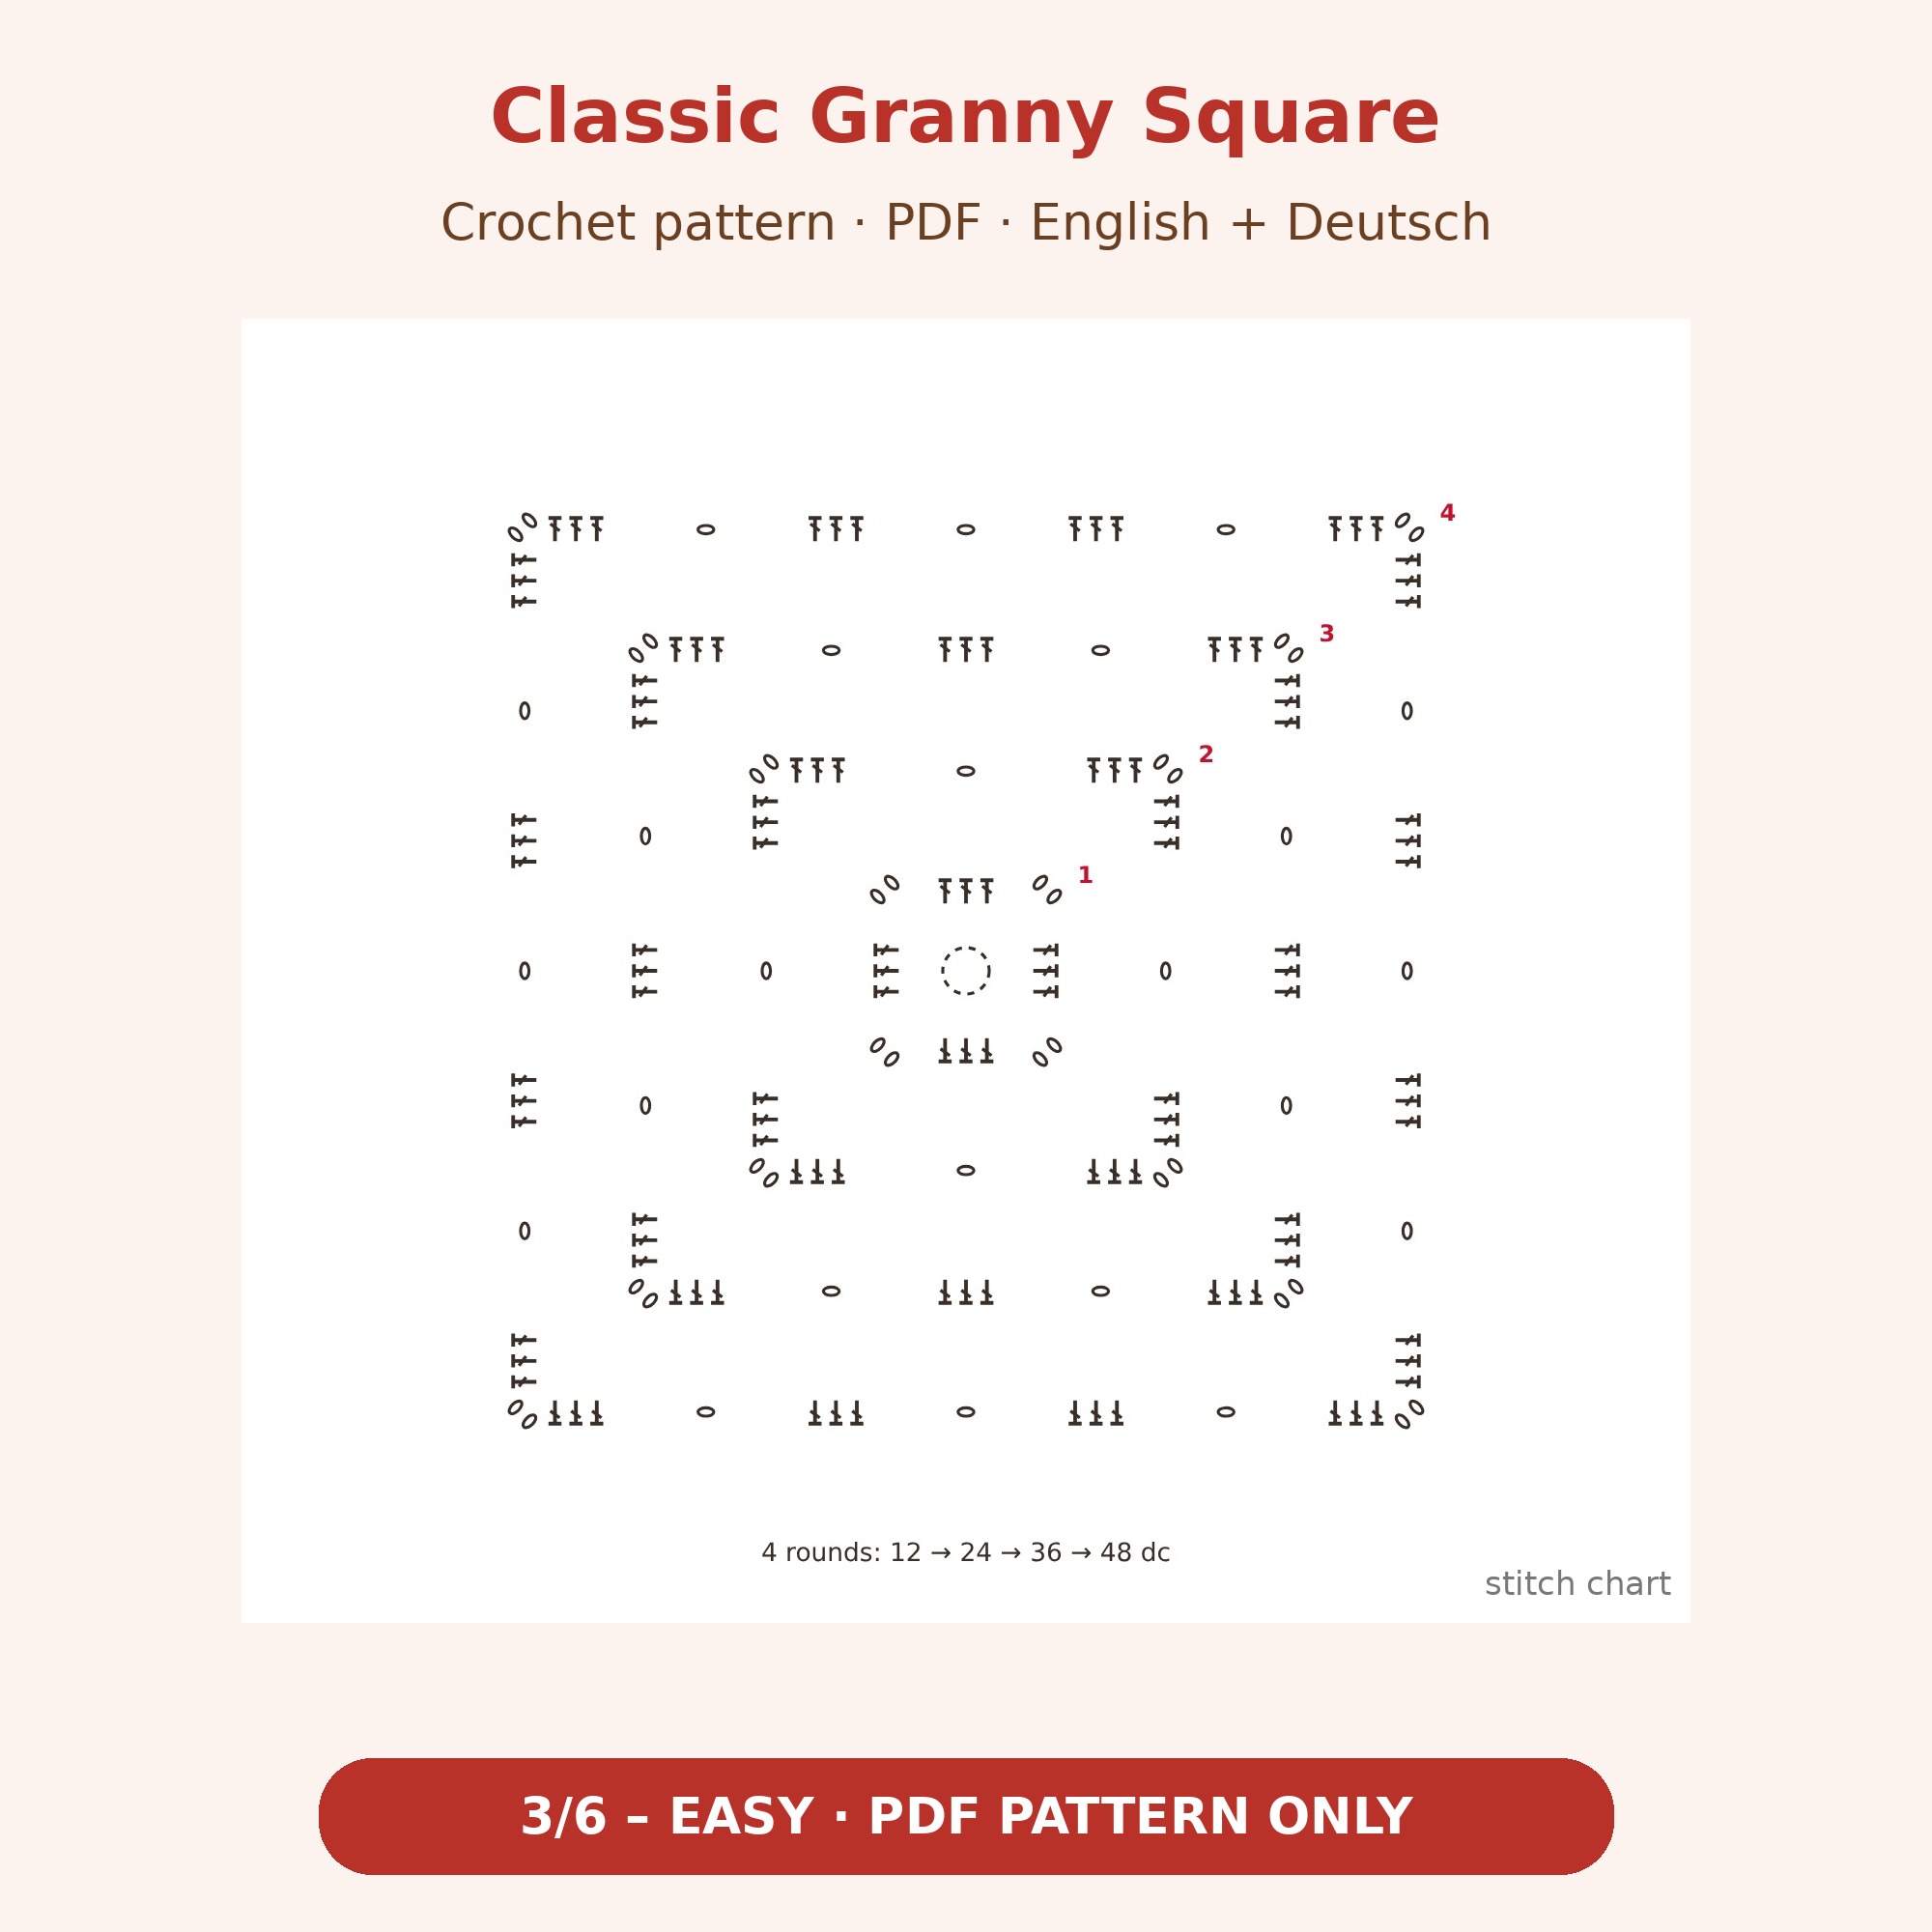 Classic Granny Square
Crochet pattern · PDF · English + Deutsch
4
3
2
1
4 rounds: 12 → 24 → 36 → 48 dc
stitch chart
3/6 – EASY · PDF PATTERN ONLY